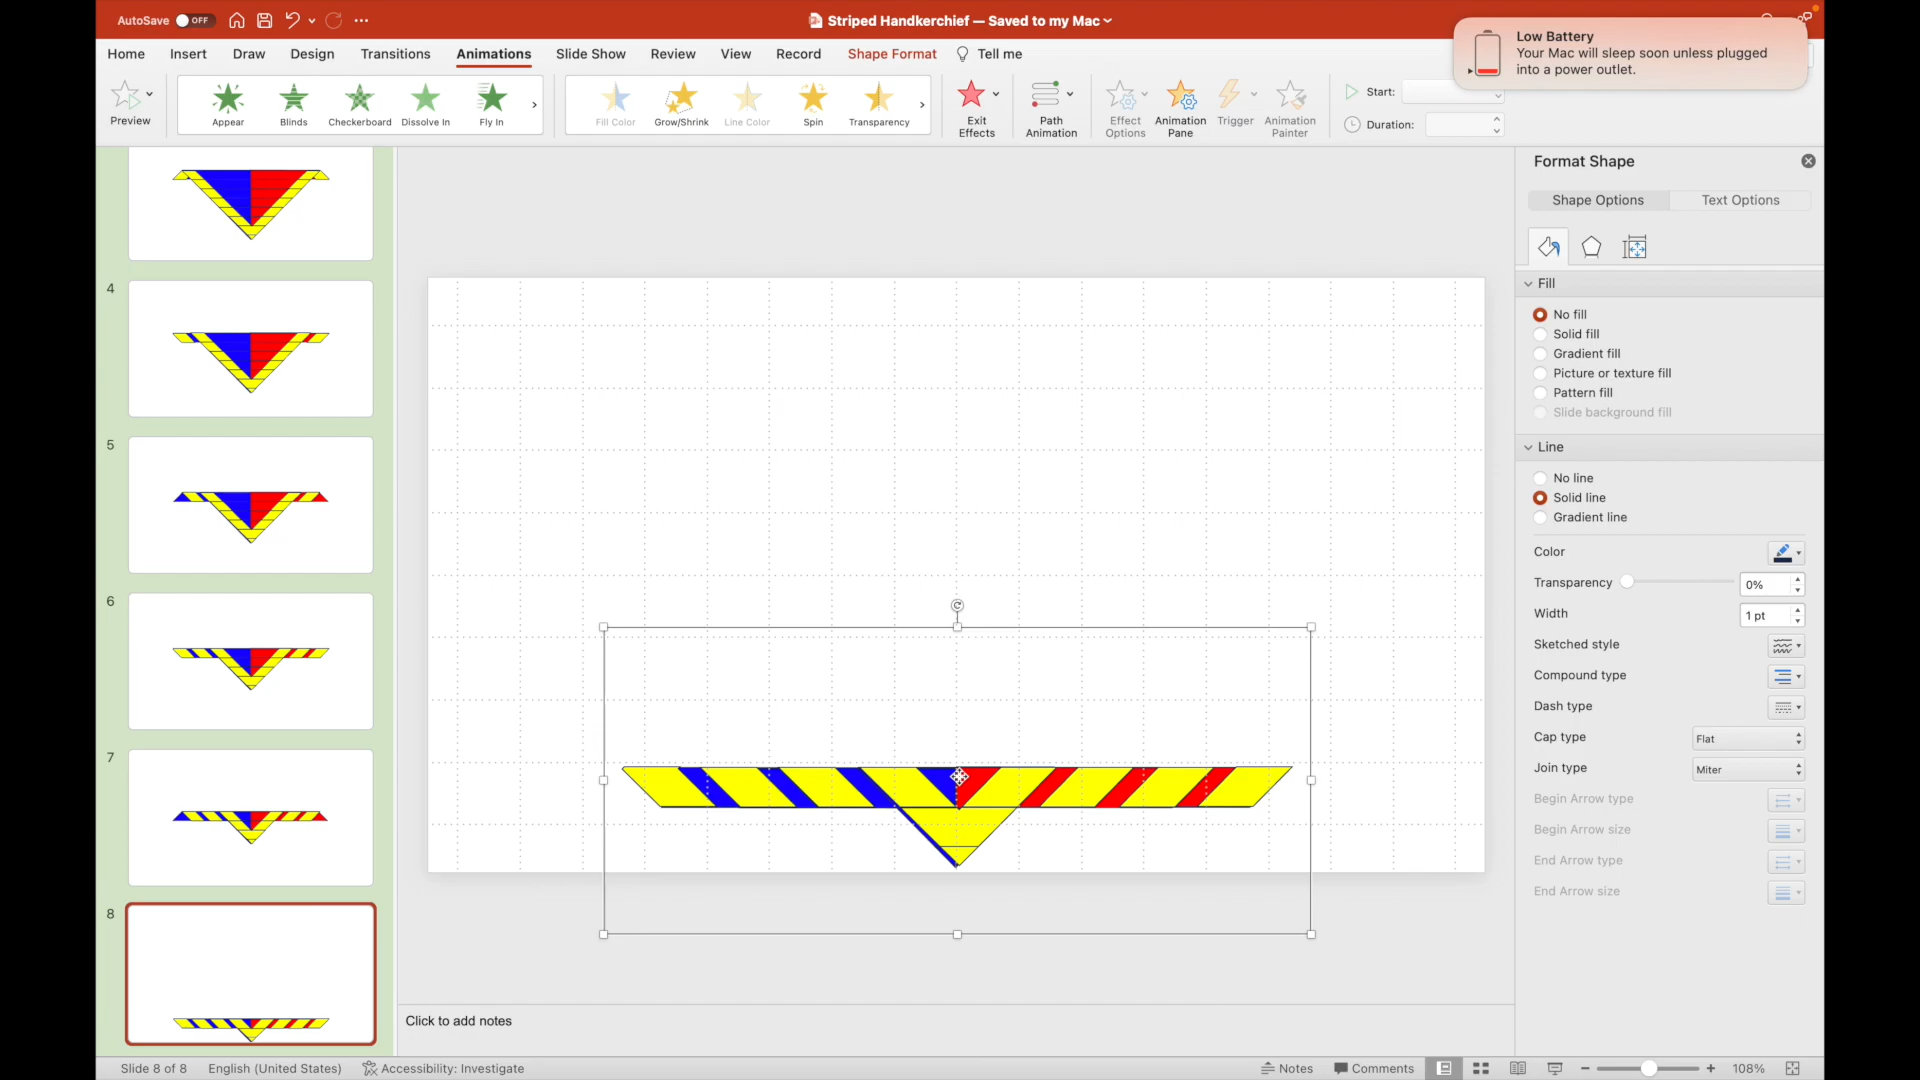 AutoSave OFF
Striped Handkerchief — Saved to my Mac
Low Battery
Your Mac will sleep soon unless plugged
into a power outlet.
Home Insert Draw Design Transitions Animations Slide Show Review View Record Shape Format Tell me
Preview
Appear Blinds Checkerboard Dissolve In Fly In
Fill Color Grow/Shrink Line Color Spin Transparency
Exit
Effects
Path
Animation
Effect
Options
Animation
Pane
Trigger
Animation
Painter
Start:
Duration:
4
5
6
7
8
Format Shape
Shape Options Text Options
Fill
No fill
Solid fill
Gradient fill
Picture or texture fill
Pattern fill
Slide background fill
Line
No line
Solid line
Gradient line
Color
Transparency 0%
Width 1 pt
Sketched style
Compound type
Dash type
Cap type Flat
Join type Miter
Begin Arrow type
Begin Arrow size
End Arrow type
End Arrow size
Click to add notes
Slide 8 of 8 English (United States) Accessibility: Investigate Notes Comments 108%